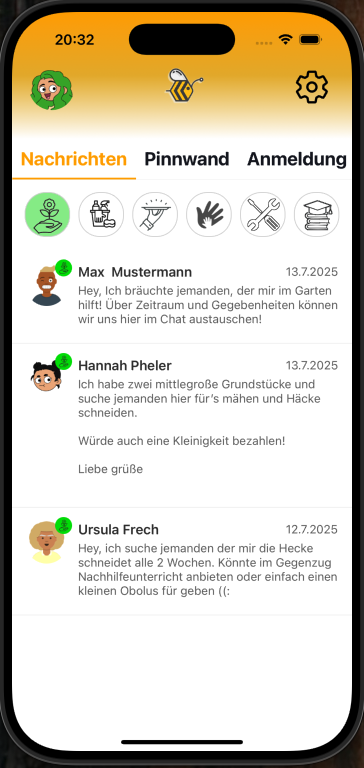 20:32
Nachrichten Pinnwand Anmeldung
Max Mustermann 13.7.2025
Hey, Ich bräuchte jemanden, der mir im Garten
hilft! Über Zeitraum und Gegebenheiten können
wir uns hier im Chat austauschen!
Hannah Pheler 13.7.2025
Ich habe zwei mittlegroße Grundstücke und
suche jemanden hier für's mähen und Häcke
schneiden.
Würde auch eine Kleinigkeit bezahlen!
Liebe grüße
Ursula Frech 12.7.2025
Hey, ich suche jemanden der mir die Hecke
schneidet alle 2 Wochen. Könnte im Gegenzug
Nachhilfeunterricht anbieten oder einfach einen
kleinen Obolus für geben ((: